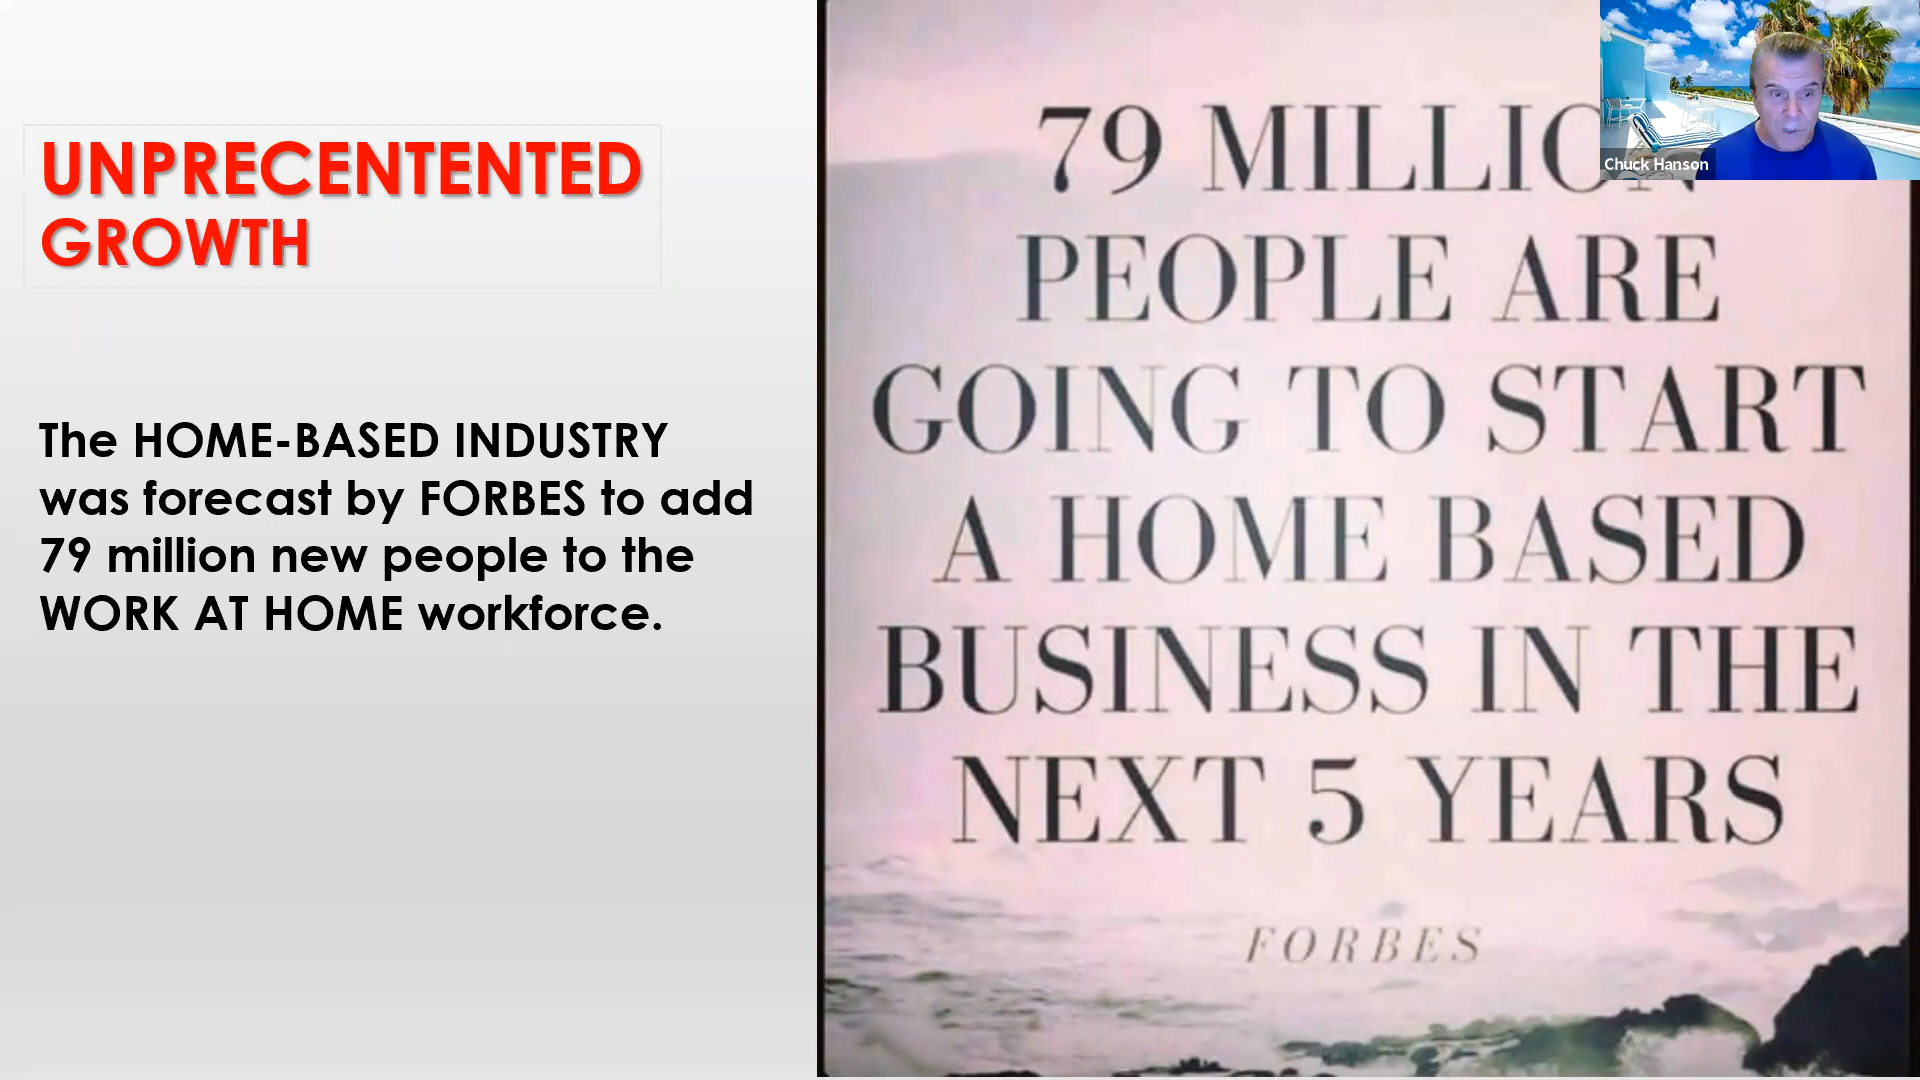 UNPRECENTENTED
GROWTH
The HOME-BASED INDUSTRY
was forecast by FORBES to add
79 million new people to the
WORK AT HOME workforce.
79 MILLION
PEOPLE ARE
GOING TO START
A HOME BASED
BUSINESS IN THE
NEXT 5 YEARS
FORBES
Chuck Hanson